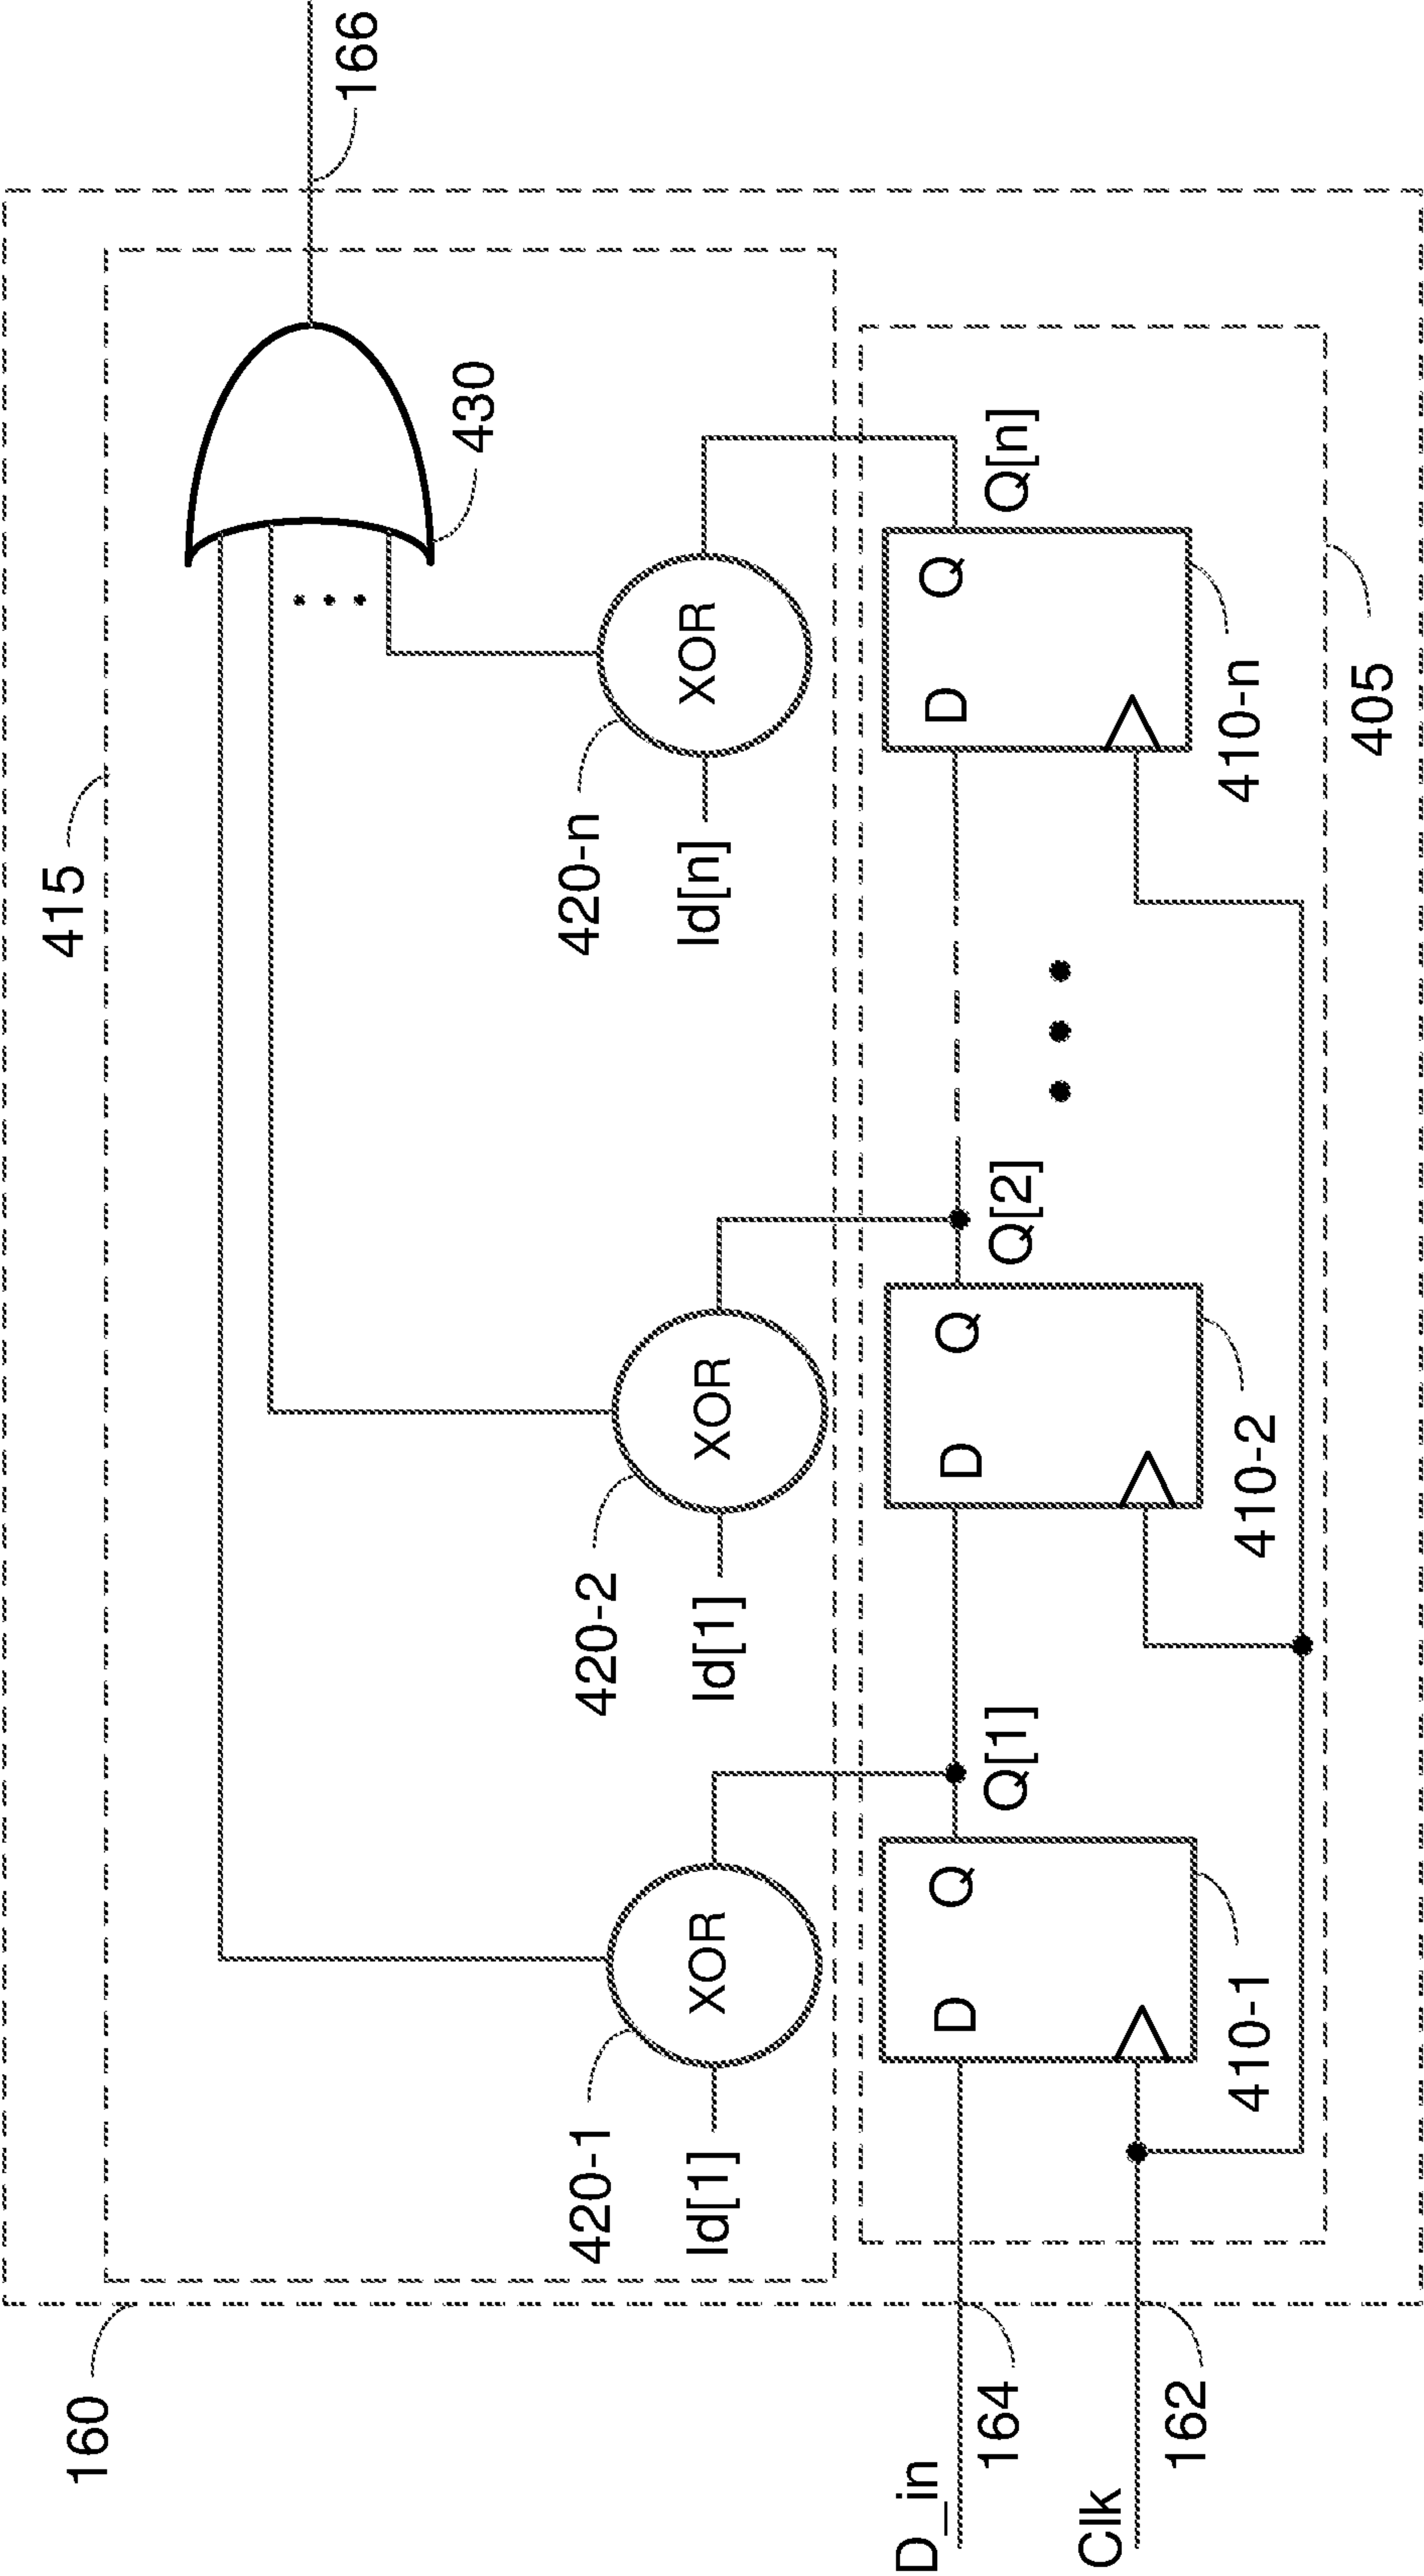 160
415
166
430
420-1
XOR
Id[1]
420-2
XOR
Id[1]
420-n
XOR
Id[n]
D_in
164
D
Q
Q[1]
D
Q
Q[2]
D
Q
Q[n]
Clk
162
410-1
410-2
410-n
405